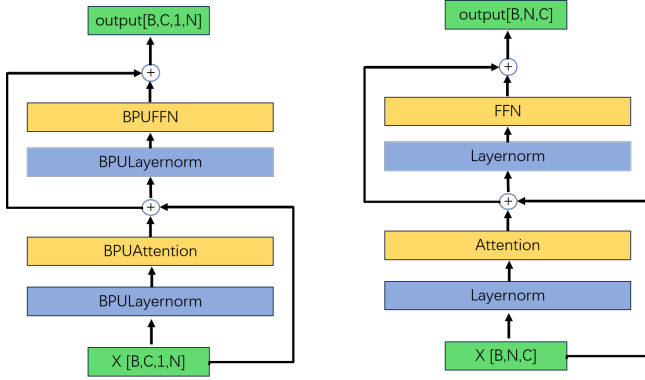 output[B,C,1,N]
+
BPUFFN
BPULayernorm
+
BPUAttention
BPULayernorm
X [B,C,1,N]
output[B,N,C]
+
FFN
Layernorm
+
Attention
Layernorm
X [B,N,C]